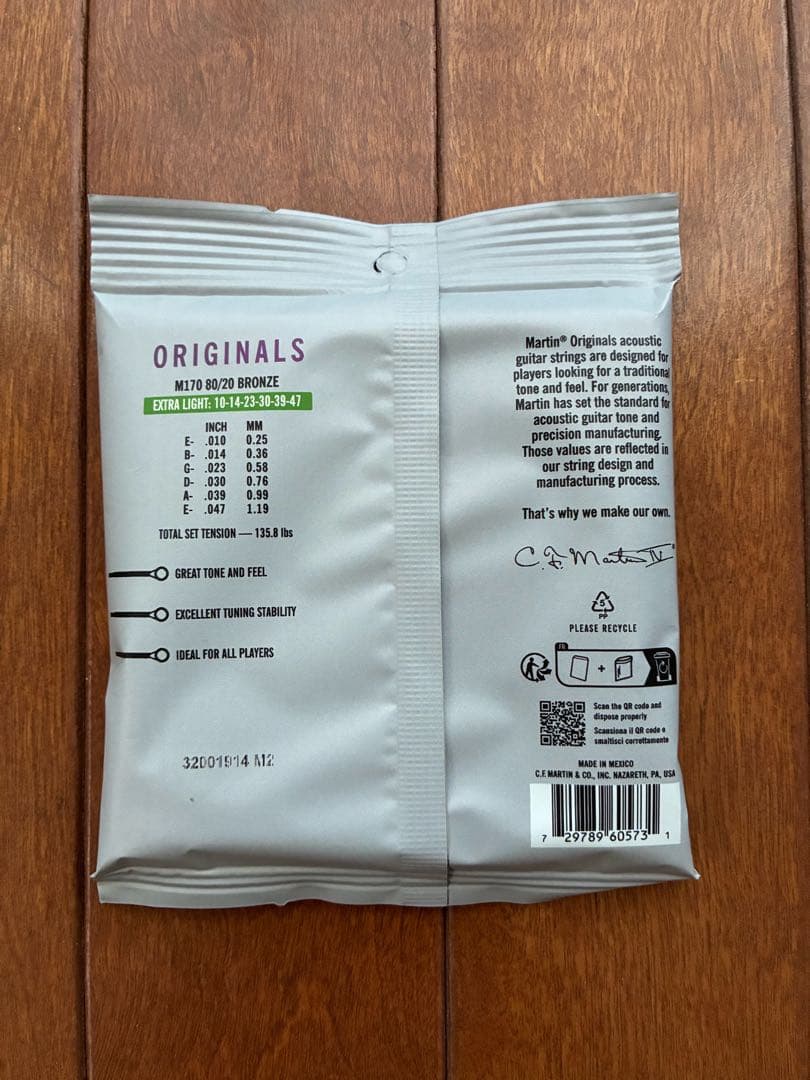 ORIGINALS
M170 80/20 BRONZE
EXTRA LIGHT: 10-14-23-30-39-47
INCH MM
E- .010 0.25
B- .014 0.36
G- .023 0.58
D- .030 0.76
A- .039 0.99
E- .047 1.19
TOTAL SET TENSION — 135.8 lbs
GREAT TONE AND FEEL
EXCELLENT TUNING STABILITY
IDEAL FOR ALL PLAYERS
32001914 M2
Martin® Originals acoustic
guitar strings are designed for
players looking for a traditional
tone and feel. For generations,
Martin has set the standard for
acoustic guitar tone and
precision manufacturing.
Those values are reflected in
our string design and
manufacturing process.
That's why we make our own.
C. F. Martin IV
5
PP
PLEASE RECYCLE
FR
+
Scan the QR code and
dispose properly
Scansiona il QR code e
smaltisci correttamente
MADE IN MEXICO
C.F. MARTIN & CO., INC. NAZARETH, PA, USA
7 29789 60573 1